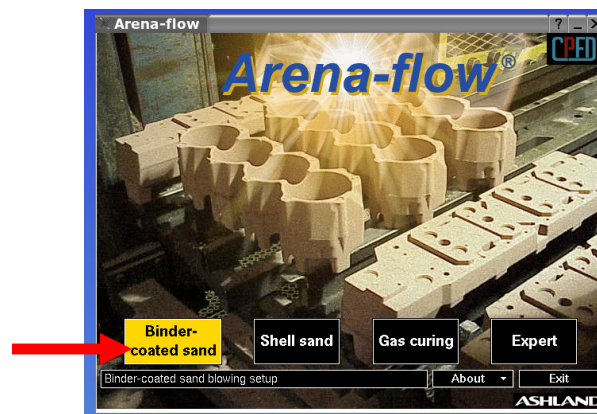 Arena-flow
CPFD
Arena-flow®
Binder-
coated sand
Shell sand
Gas curing
Expert
Binder-coated sand blowing setup
About
Exit
ASHLAND